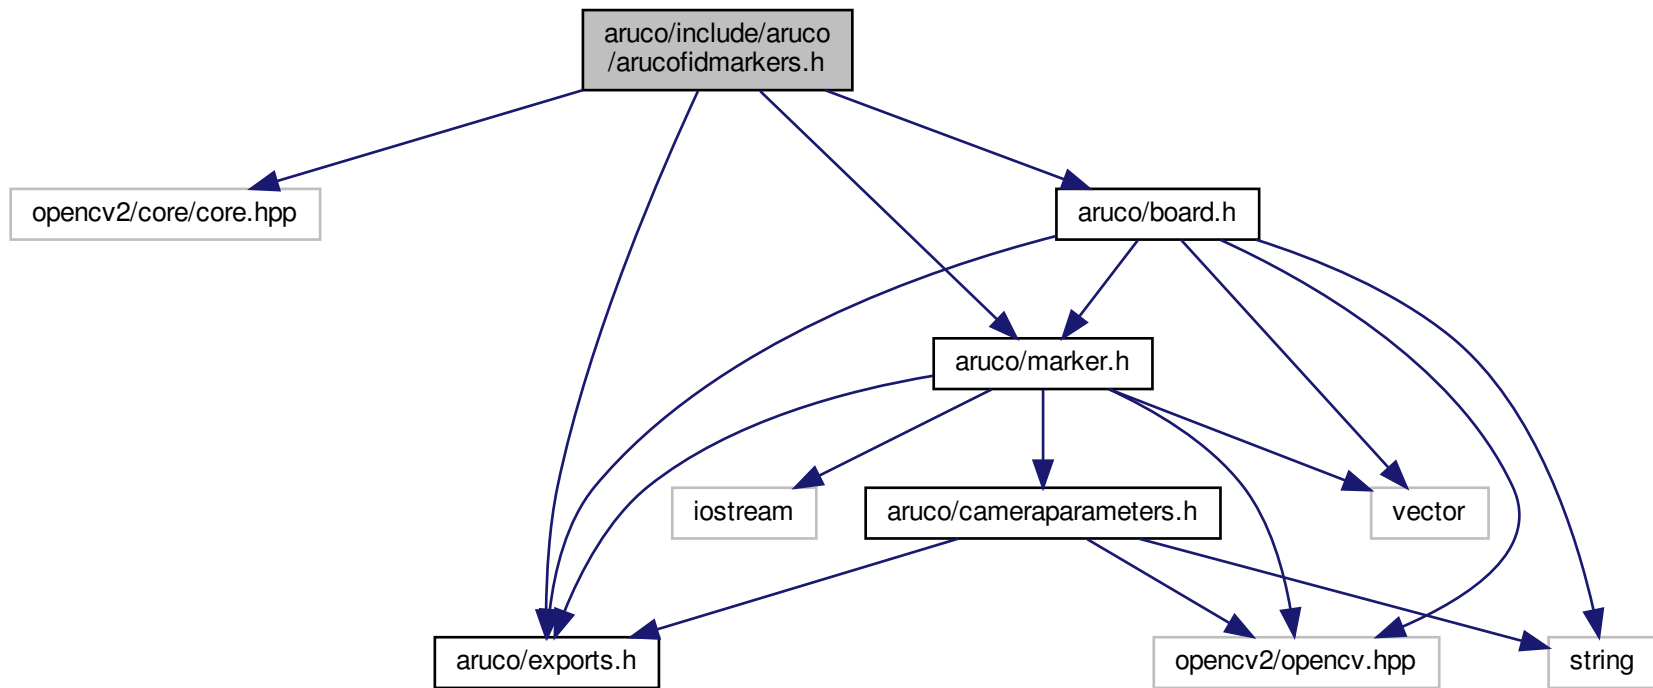 aruco/include/aruco
/arucofidmarkers.h
opencv2/core/core.hpp
aruco/board.h
aruco/marker.h
iostream
aruco/cameraparameters.h
vector
aruco/exports.h
opencv2/opencv.hpp
string